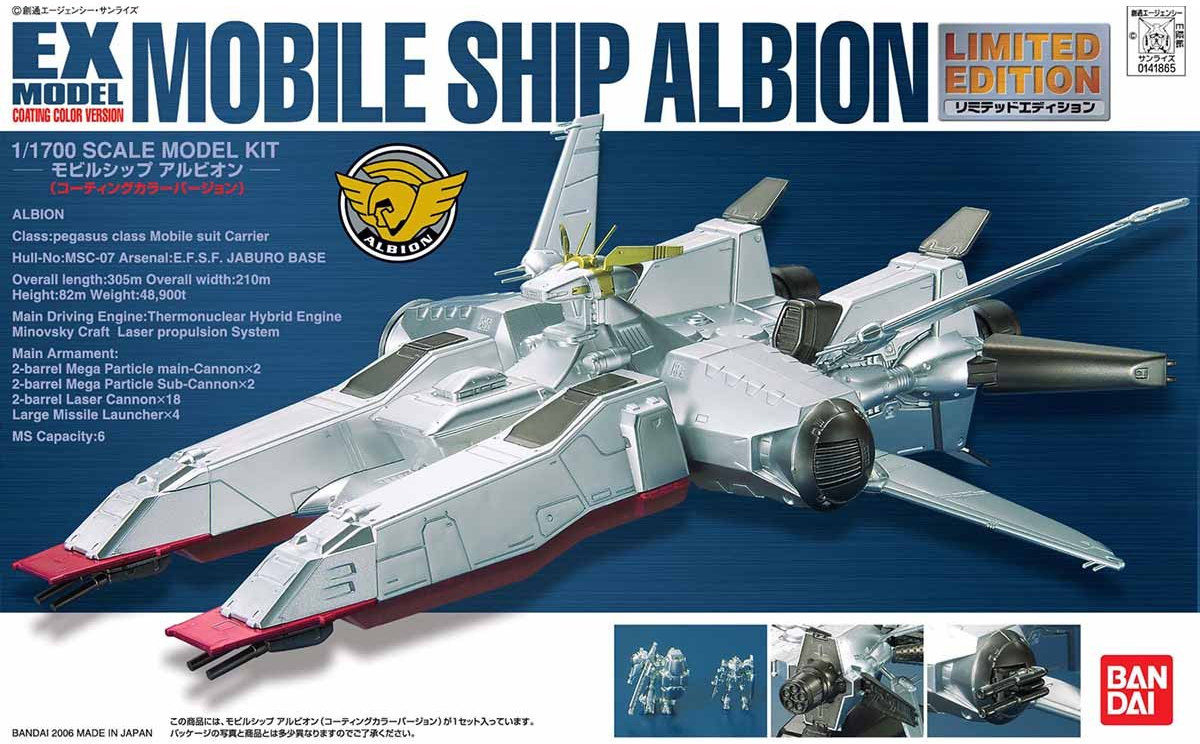 ©創通エージェンシー・サンライズ
EX
MODEL
COATING COLOR VERSION
MOBILE SHIP ALBION
LIMITED
EDITION
リミテッドエディション
創通エージェンシー
©
サンライズ
0141865
1/1700 SCALE MODEL KIT
モビルシップ アルビオン
(コーティングカラーバージョン)
ALBION
ALBION
Class:pegasus class Mobile suit Carrier
Hull-No:MSC-07 Arsenal:E.F.S.F. JABURO BASE
Overall length:305m Overall width:210m
Height:82m Weight:48,900t
Main Driving Engine:Thermonuclear Hybrid Engine
Minovsky Craft Laser propulsion System
Main Armament:
2-barrel Mega Particle main-Cannon×2
2-barrel Mega Particle Sub-Cannon×2
2-barrel Laser Cannon×18
Large Missile Launcher×4
MS Capacity:6
BANDAI 2006 MADE IN JAPAN
この商品には、モビルシップ アルビオン(コーティングカラーバージョン)が1セット入っています。
パッケージの写真と商品とは多少異なりますのでご了承ください。
BAN
DAI